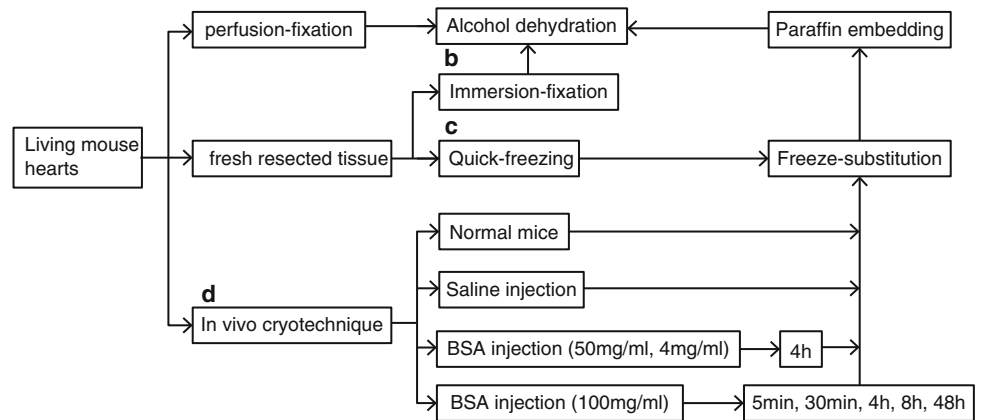 perfusion-fixation
Alcohol dehydration
Paraffin embedding
b
Immersion-fixation
Living mouse
hearts
fresh resected tissue
c
Quick-freezing
Freeze-substitution
Normal mice
Saline injection
d
In vivo cryotechnique
BSA injection (50mg/ml, 4mg/ml)
4h
BSA injection (100mg/ml)
5min, 30min, 4h, 8h, 48h